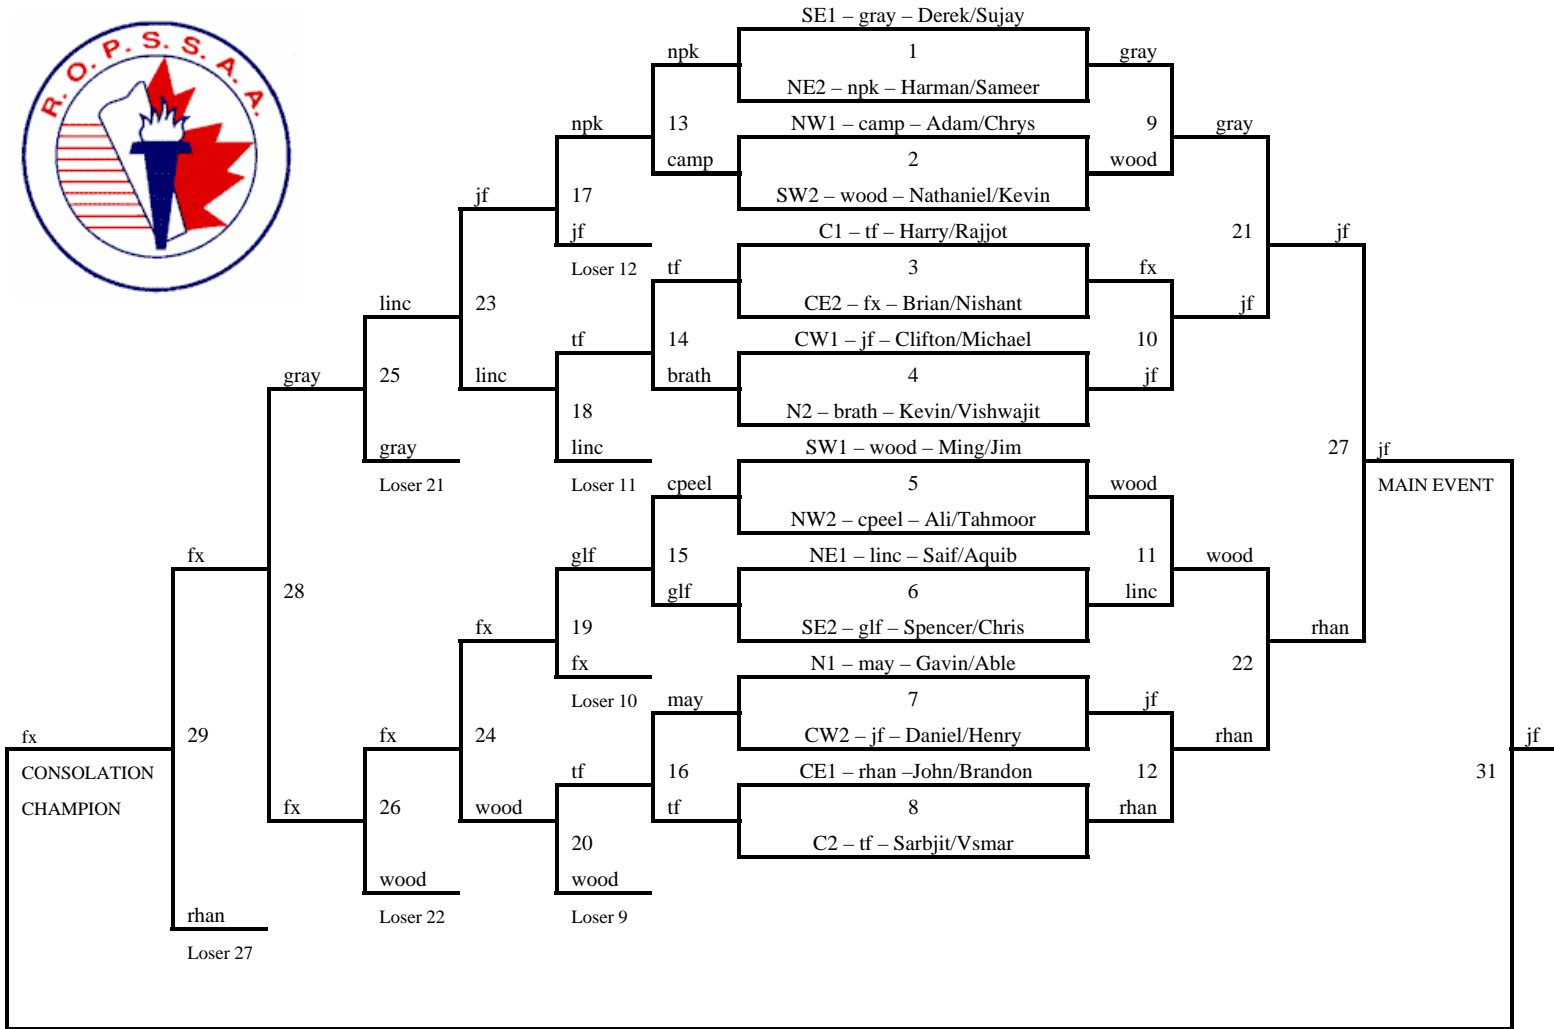 R. O. P. S. S. A. A.
SE1 – gray – Derek/Sujay
npk 1 gray
NE2 – npk – Harman/Sameer
npk 13 NW1 – camp – Adam/Chrys 9 gray
camp 2 wood
jf 17 SW2 – wood – Nathaniel/Kevin
jf C1 – tf – Harry/Rajjot 21 jf
Loser 12 tf 3 fx
linc 23 CE2 – fx – Brian/Nishant jf
tf 14 CW1 – jf – Clifton/Michael 10
gray 25 linc brath 4 jf
18 N2 – brath – Kevin/Vishwajit
gray linc SW1 – wood – Ming/Jim 27 jf
Loser 21 Loser 11 cpeel 5 wood MAIN EVENT
NW2 – cpeel – Ali/Tahmoor
fx glf 15 NE1 – linc – Saif/Aquib 11 wood
28 glf 6 linc
fx 19 SE2 – glf – Spencer/Chris rhan
fx N1 – may – Gavin/Able 22
Loser 10 may 7 jf
fx 29 fx 24 CW2 – jf – Daniel/Henry rhan jf
CONSOLATION tf 16 CE1 – rhan –John/Brandon 12 31
CHAMPION fx 26 wood tf 8 rhan
20 C2 – tf – Sarbjit/Vsmar
wood wood
rhan Loser 22 Loser 9
Loser 27